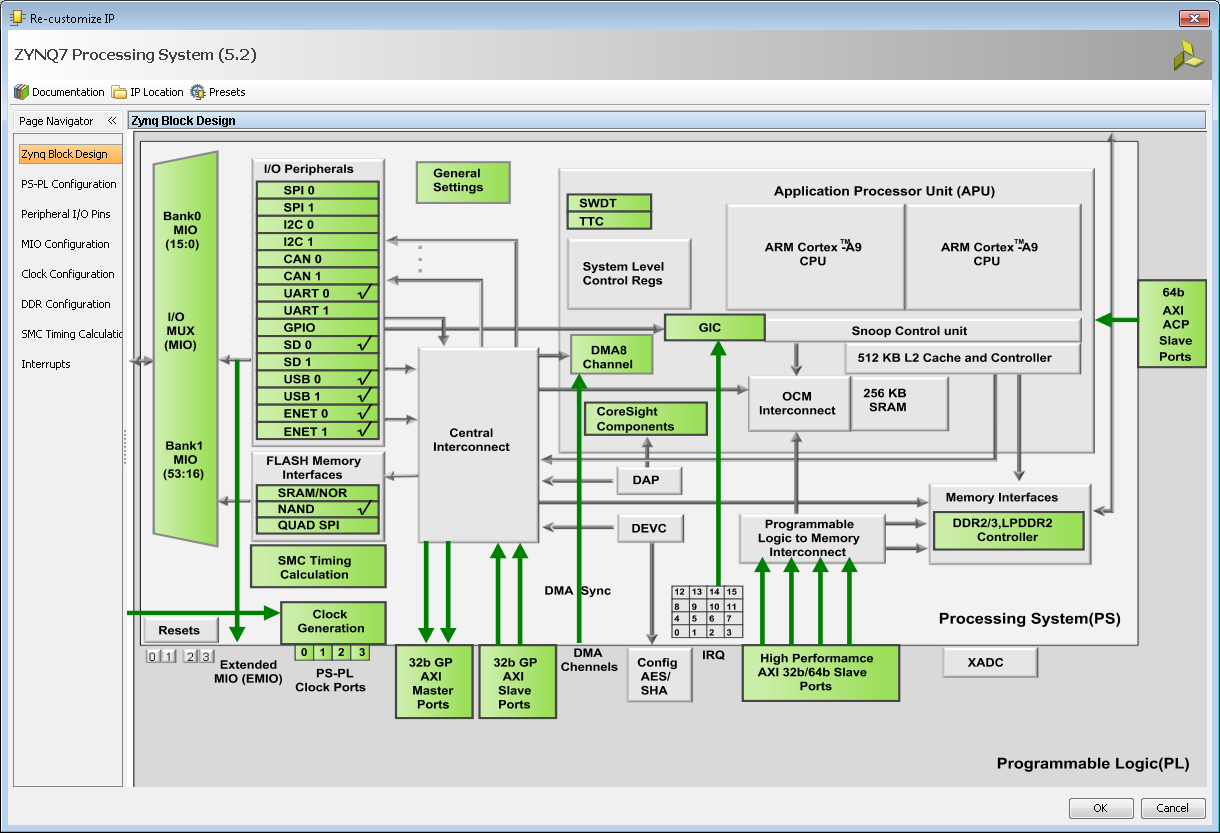 Re-customize IP
ZYNQ7 Processing System (5.2)
Documentation IP Location Presets
Page Navigator «
Zynq Block Design
Zynq Block Design
PS-PL Configuration
Peripheral I/O Pins
MIO Configuration
Clock Configuration
DDR Configuration
SMC Timing Calculatic
Interrupts
Bank0
MIO
(15:0)
I/O
MUX
(MIO)
Bank1
MIO
(53:16)
I/O Peripherals
SPI 0
SPI 1
I2C 0
I2C 1
CAN 0
CAN 1
UART 0 ✓
UART 1
GPIO
SD 0 ✓
SD 1
USB 0 ✓
USB 1 ✓
ENET 0 ✓
ENET 1 ✓
FLASH Memory
Interfaces
SRAM/NOR
NAND ✓
QUAD SPI
SMC Timing
Calculation
Clock
Generation
0 1 2 3
PS-PL
Clock Ports
Resets
0 1 2 3
Extended
MIO (EMIO)
General
Settings
Central
Interconnect
32b GP
AXI
Master
Ports
32b GP
AXI
Slave
Ports
Application Processor Unit (APU)
SWDT
TTC
System Level
Control Regs
ARM Cortex™-A9
CPU
ARM Cortex™-A9
CPU
GIC
Snoop Control unit
DMA8
Channel
512 KB L2 Cache and Controller
OCM
Interconnect
256 KB
SRAM
CoreSight
Components
DAP
DEVC
DMA Sync
DMA
Channels
Config
AES/
SHA
12 13 14 15
8 9 10 11
4 5 6 7
0 1 2 3
IRQ
Programmable
Logic to Memory
Interconnect
Memory Interfaces
DDR2/3,LPDDR2
Controller
High Performamce
AXI 32b/64b Slave
Ports
64b
AXI
ACP
Slave
Ports
Processing System(PS)
XADC
Programmable Logic(PL)
OK Cancel